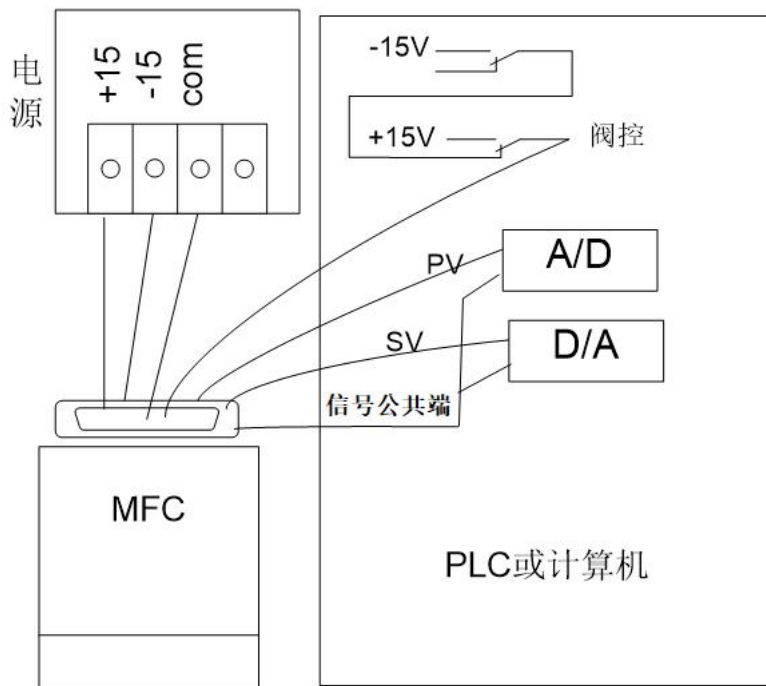 电源
+15
-15
com
-15V
+15V
阀控
PV
A/D
SV
D/A
信号公共端
MFC
PLC或计算机